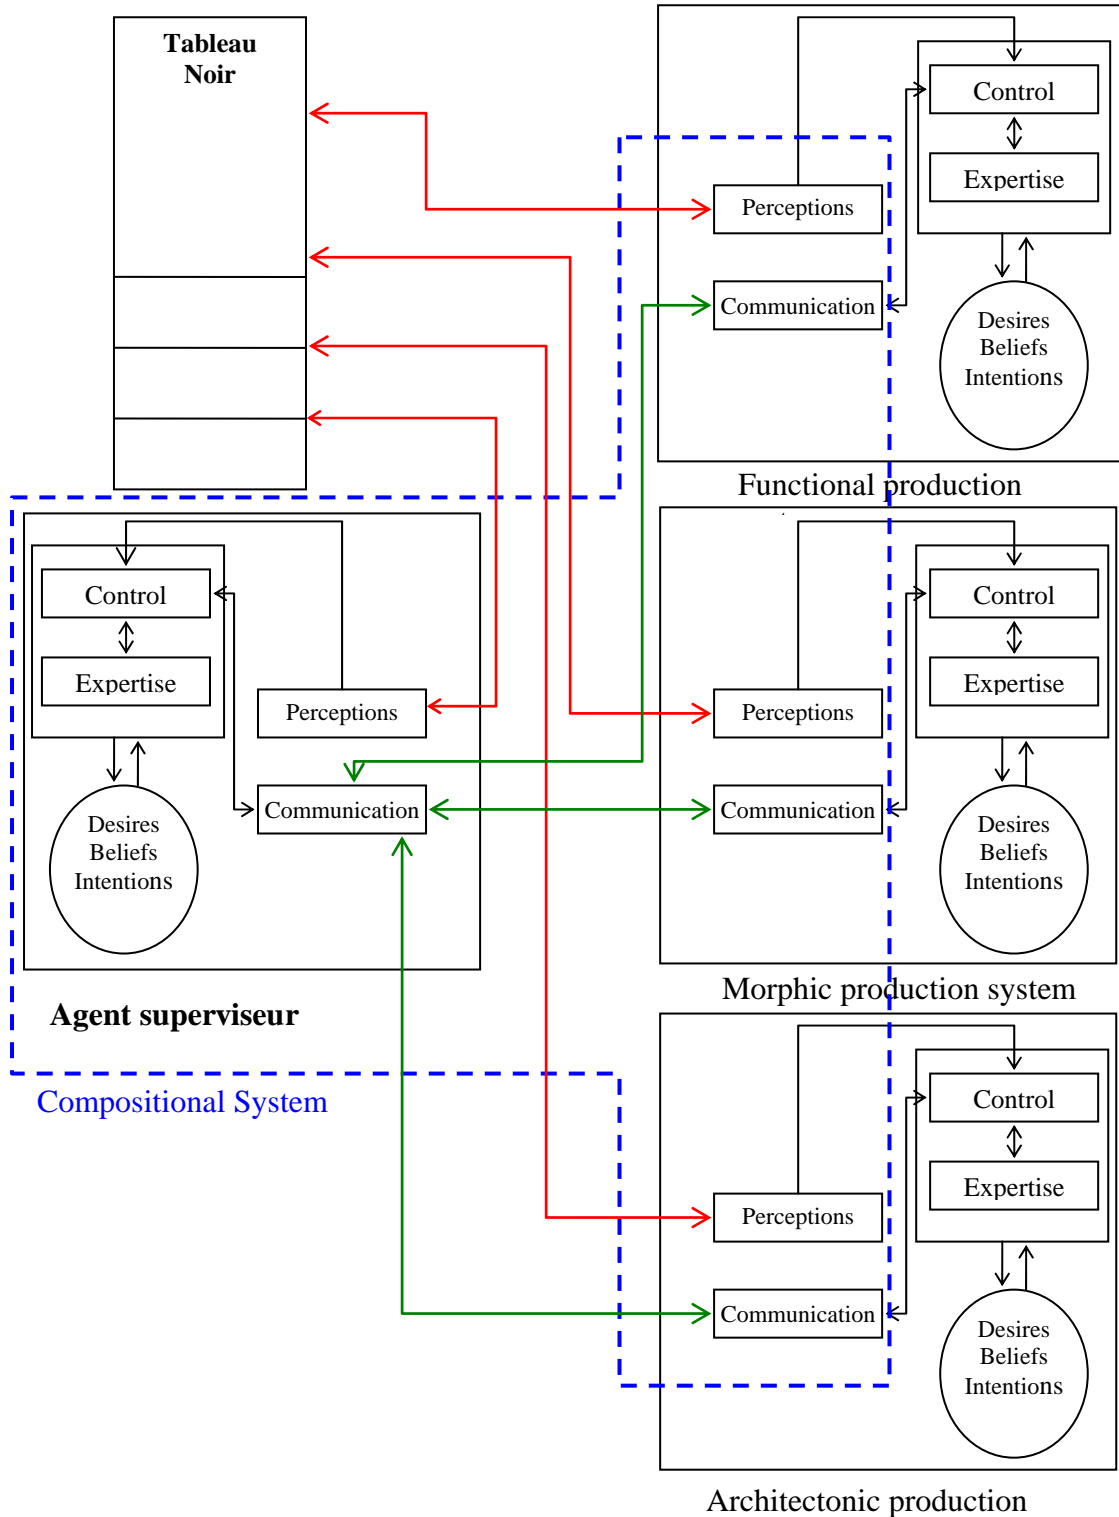 Tableau
Noir
Control
Expertise
Perceptions
Communication
Desires
Beliefs
Intentions
Functional production
Control
Expertise
Perceptions
Communication
Desires
Beliefs
Intentions
Agent superviseur
Compositional System
Control
Expertise
Perceptions
Communication
Desires
Beliefs
Intentions
Morphic production system
Control
Expertise
Perceptions
Communication
Desires
Beliefs
Intentions
Architectonic production